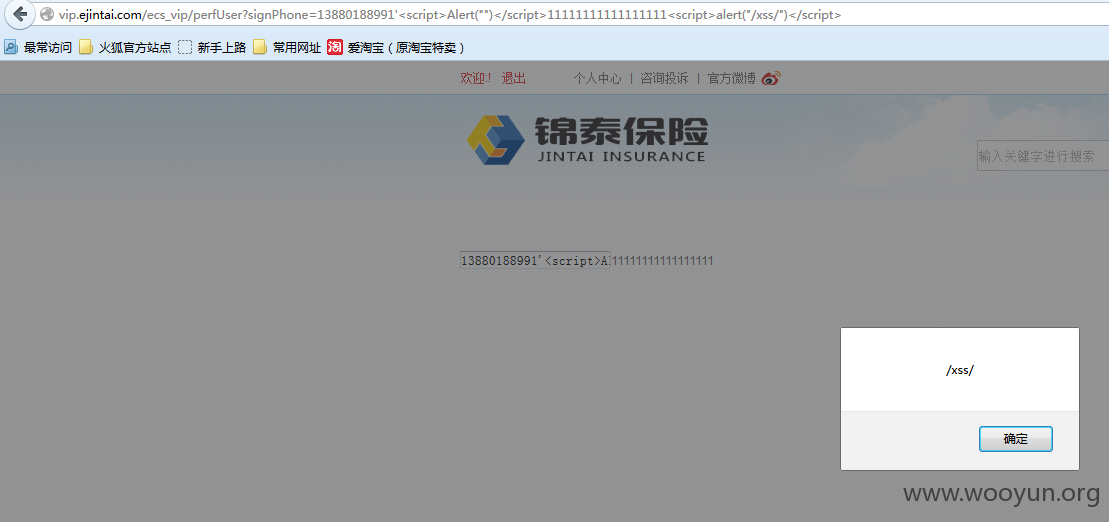 vip.ejintai.com/ecs_vip/perfUser?signPhone=13880188991'<script>Alert("")</script>11111111111111111<script>alert("/xss/")</script>
最常访问 火狐官方站点 新手上路 常用网址 淘 爱淘宝（原淘宝特卖）
欢迎! 退出 个人中心 | 咨询投诉 | 官方微博
锦泰保险
JINTAI INSURANCE
输入关键字进行搜索
13880188991'<script>A 11111111111111111
/xss/
确定
www.wooyun.org